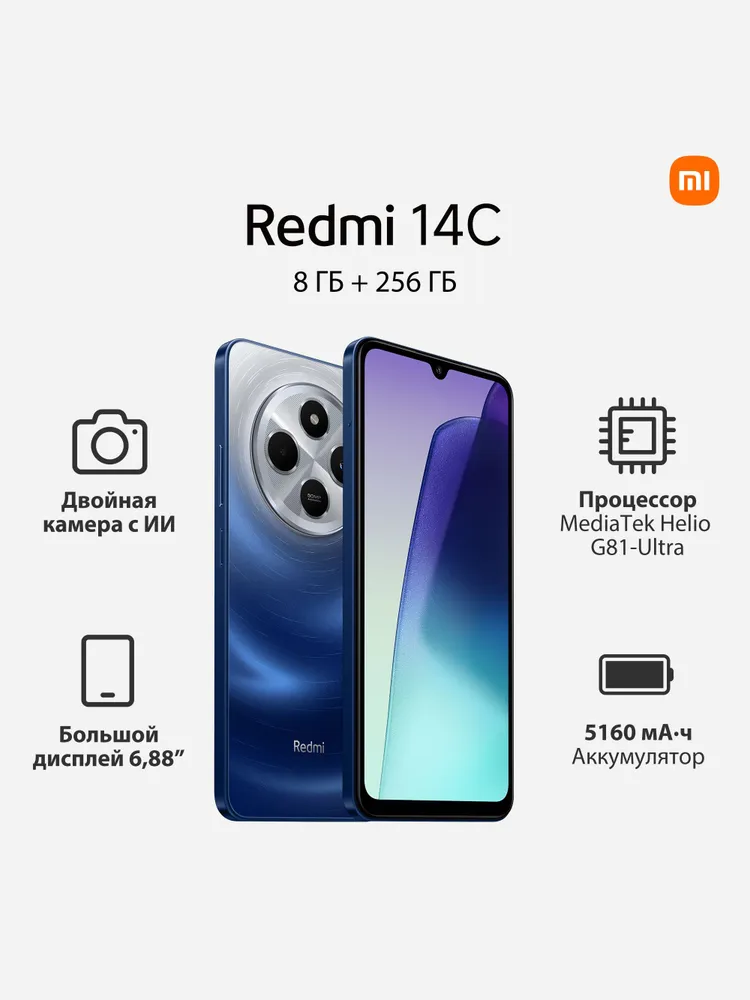 mi
Redmi 14C
8 ГБ + 256 ГБ
Двойная
камера с ИИ
Процессор
MediaTek Helio
G81-Ultra
Большой
дисплей 6,88”
5160 мА·ч
Аккумулятор
Redmi